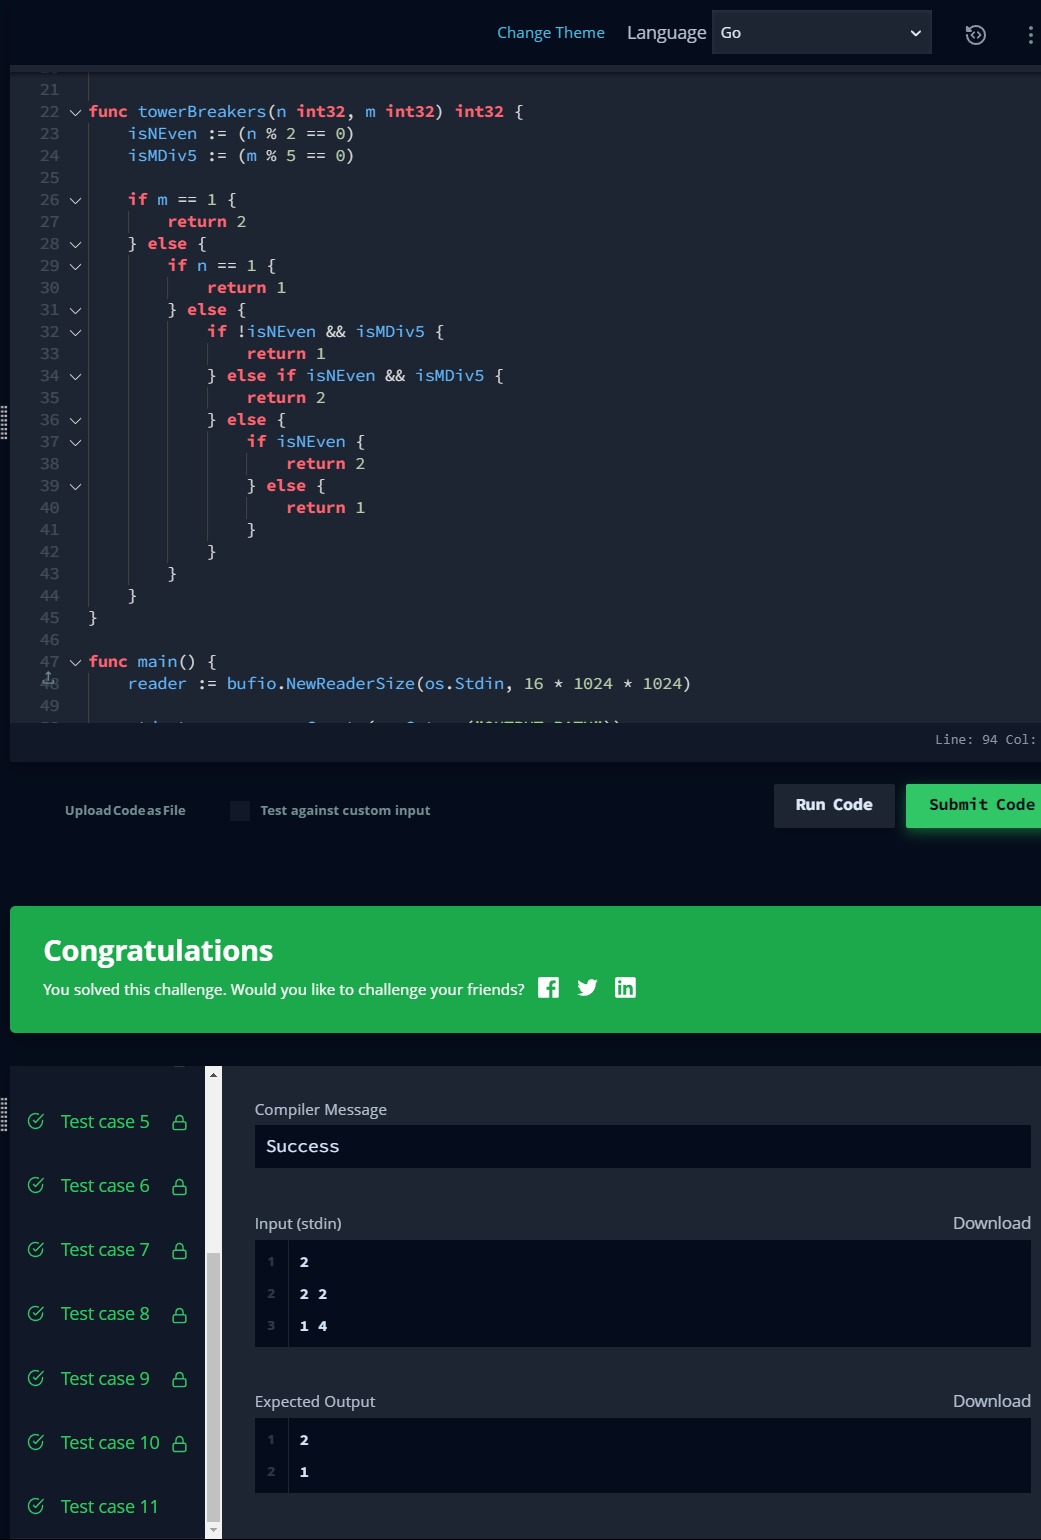 Change Theme Language Go
21
22 func towerBreakers(n int32, m int32) int32 {
23 isNEven := (n % 2 == 0)
24 isMDiv5 := (m % 5 == 0)
25
26 if m == 1 {
27 return 2
28 } else {
29 if n == 1 {
30 return 1
31 } else {
32 if !isNEven && isMDiv5 {
33 return 1
34 } else if isNEven && isMDiv5 {
35 return 2
36 } else {
37 if isNEven {
38 return 2
39 } else {
40 return 1
41 }
42 }
43 }
44 }
45 }
46
47 func main() {
48 reader := bufio.NewReaderSize(os.Stdin, 16 * 1024 * 1024)
49
Line: 94 Col:
Upload Code as File Test against custom input Run Code Submit Code
Congratulations
You solved this challenge. Would you like to challenge your friends?
Test case 5
Test case 6
Test case 7
Test case 8
Test case 9
Test case 10
Test case 11
Compiler Message
Success
Input (stdin) Download
1 2
2 2 2
3 1 4
Expected Output Download
1 2
2 1